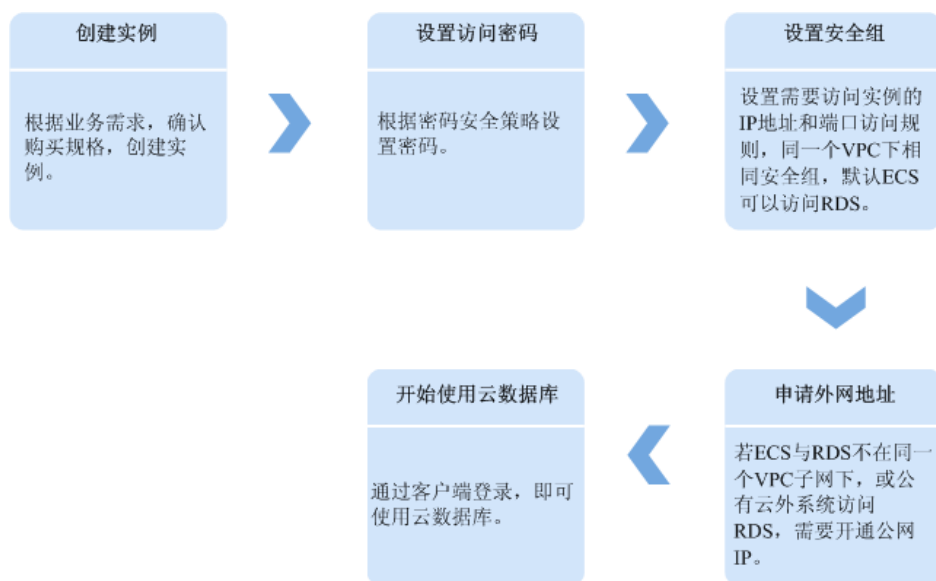 创建实例
根据业务需求，确认
购买规格，创建实
例。
设置访问密码
根据密码安全策略设
置密码。
设置安全组
设置需要访问实例的
IP地址和端口访问规
则，同一个VPC下相
同安全组，默认ECS
可以访问RDS。
申请外网地址
若ECS与RDS不在同一
个VPC子网下，或公
有云外系统访问
RDS，需要开通公网
IP。
开始使用云数据库
通过客户端登录，即可
使用云数据库。